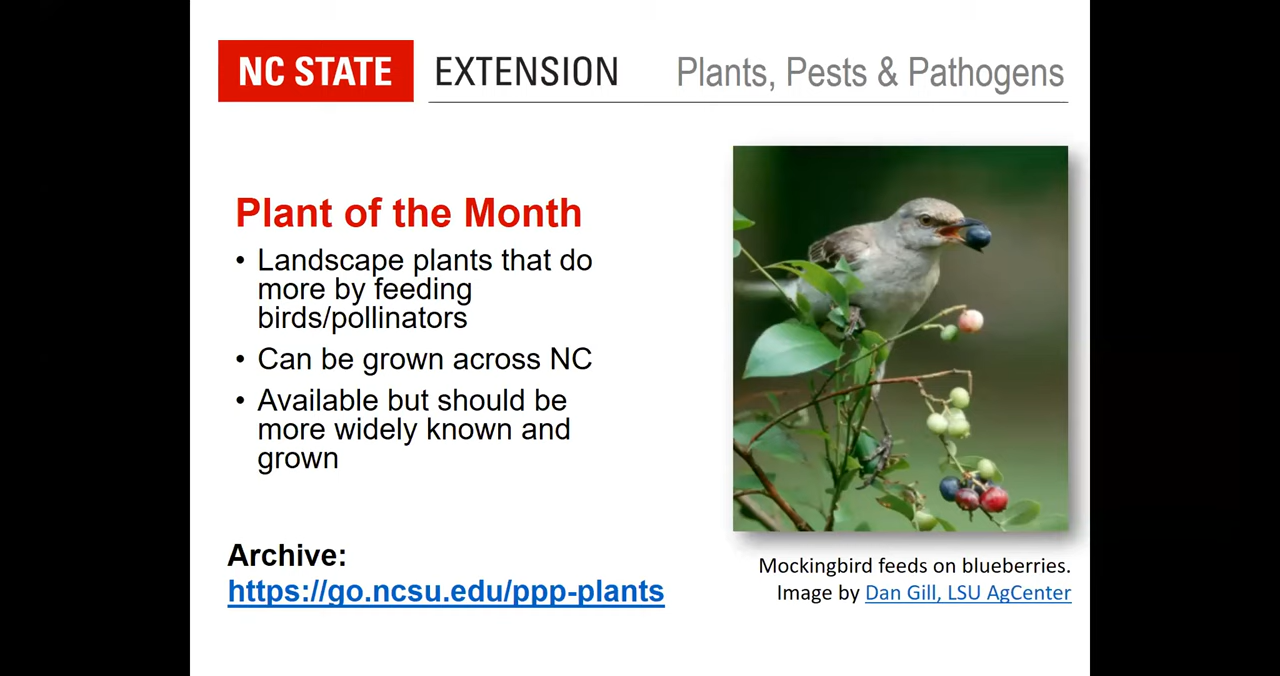 NC STATE EXTENSION Plants, Pests & Pathogens
Plant of the Month
• Landscape plants that do
more by feeding
birds/pollinators
• Can be grown across NC
• Available but should be
more widely known and
grown
Archive:
https://go.ncsu.edu/ppp-plants
Mockingbird feeds on blueberries.
Image by Dan Gill, LSU AgCenter